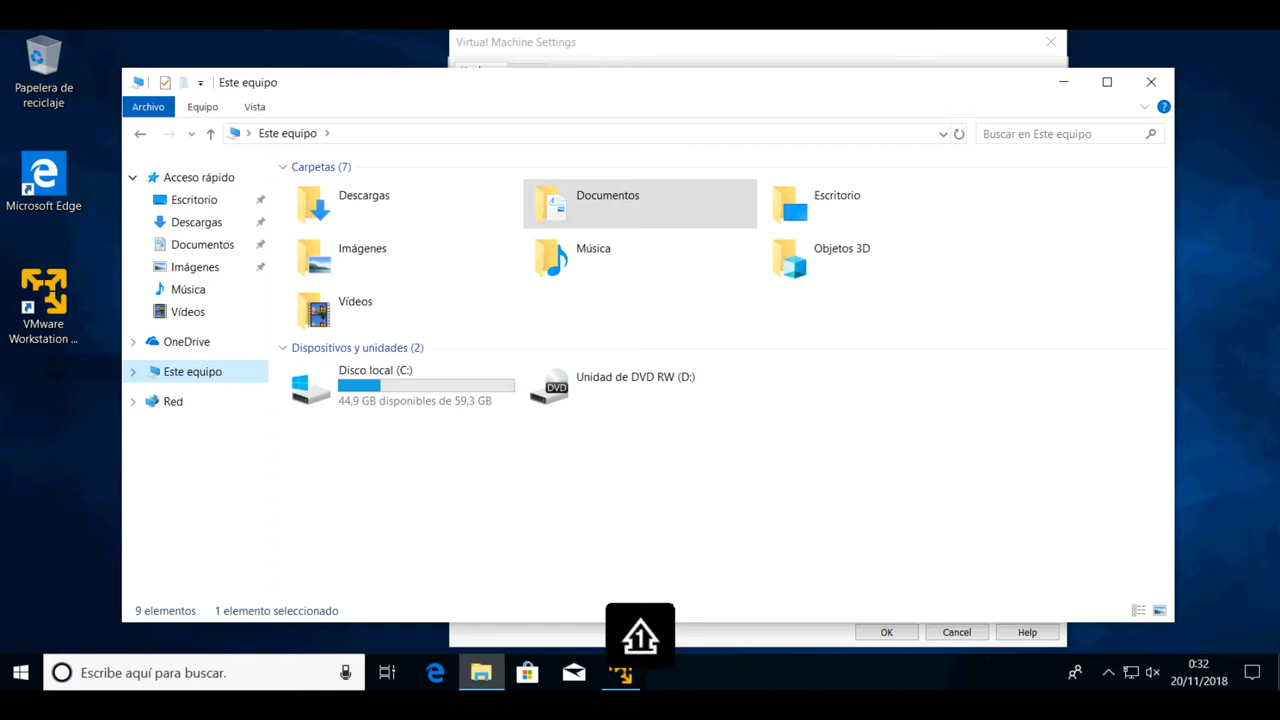 Virtual Machine Settings
Papelera de
reciclaje
Microsoft Edge
VMware
Workstation ...
Este equipo
Archivo
Equipo
Vista
Este equipo
Buscar en Este equipo
Acceso rápido
Escritorio
Descargas
Documentos
Imágenes
Música
Vídeos
OneDrive
Este equipo
Red
Carpetas (7)
Descargas
Documentos
Escritorio
Imágenes
Música
Objetos 3D
Vídeos
Dispositivos y unidades (2)
Disco local (C:)
44,9 GB disponibles de 59,3 GB
DVD
Unidad de DVD RW (D:)
9 elementos
1 elemento seleccionado
1
OK
Cancel
Help
Escribe aquí para buscar.
0:32
20/11/2018